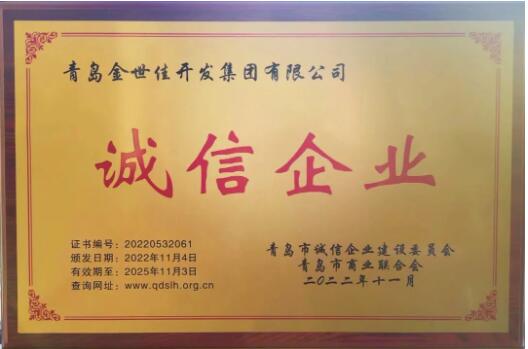 青岛金世佳开发集团有限公司
诚信企业
证书编号：20220532061
颁发日期：2022年11月4日
有效期至：2025年11月3日
查询网址：www.qdsih.org.cn
青岛市诚信企业建设委员会
青岛市商业联合会
二〇二二年十一月